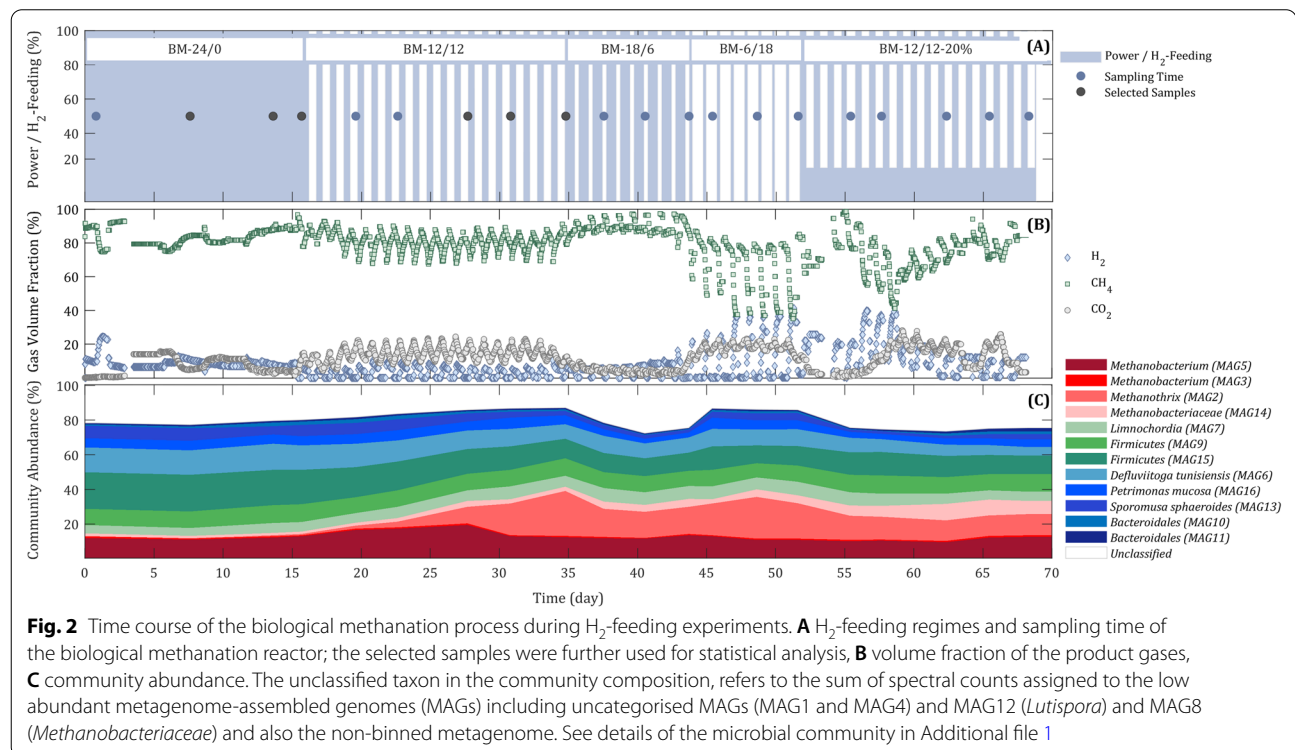 Power / H2-Feeding (%)
100
80
60
40
20
BM-24/0
BM-12/12
BM-18/6
BM-6/18
BM-12/12-20%
(A)
Power / H2-Feeding
Sampling Time
Selected Samples
Gas Volume Fraction (%)
100
80
60
40
20
(B)
H2
CH4
CO2
Community Abundance (%)
100
80
60
40
20
(C)
Methanobacterium (MAG5)
Methanobacterium (MAG3)
Methanothrix (MAG2)
Methanobacteriaceae (MAG14)
Limnochordia (MAG7)
Firmicutes (MAG9)
Firmicutes (MAG15)
Defluviitoga tunisiensis (MAG6)
Petrimonas mucosa (MAG16)
Sporomusa sphaeroides (MAG13)
Bacteroidales (MAG10)
Bacteroidales (MAG11)
Unclassified
0 5 10 15 20 25 30 35 40 45 50 55 60 65 70
Time (day)
Fig. 2 Time course of the biological methanation process during H2-feeding experiments. A H2-feeding regimes and sampling time of
the biological methanation reactor; the selected samples were further used for statistical analysis, B volume fraction of the product gases,
C community abundance. The unclassified taxon in the community composition, refers to the sum of spectral counts assigned to the low
abundant metagenome-assembled genomes (MAGs) including uncategorised MAGs (MAG1 and MAG4) and MAG12 (Lutispora) and MAG8
(Methanobacteriaceae) and also the non-binned metagenome. See details of the microbial community in Additional file 1